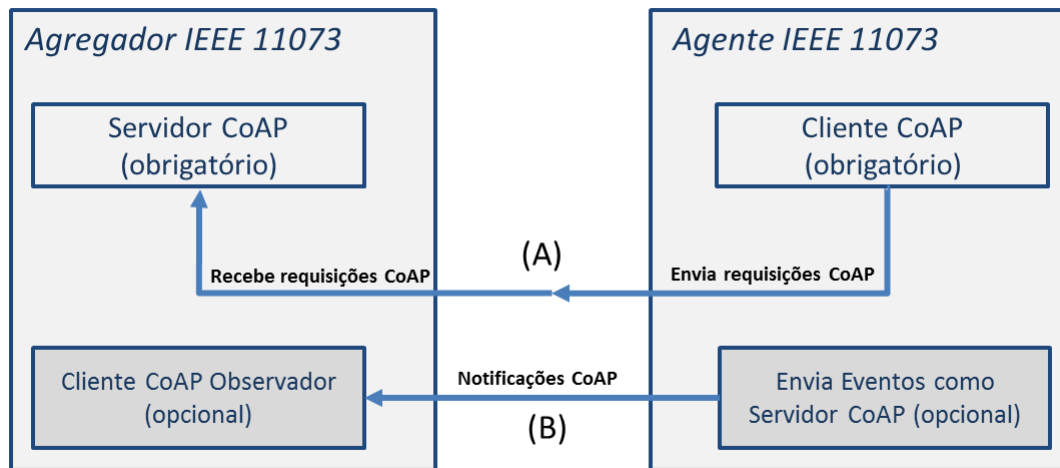 Agregador IEEE 11073
Agente IEEE 11073
Servidor CoAP
(obrigatório)
Cliente CoAP
(obrigatório)
(A)
Recebe requisições CoAP
Envia requisições CoAP
Cliente CoAP Observador
(opcional)
Notificações CoAP
(B)
Envia Eventos como
Servidor CoAP (opcional)